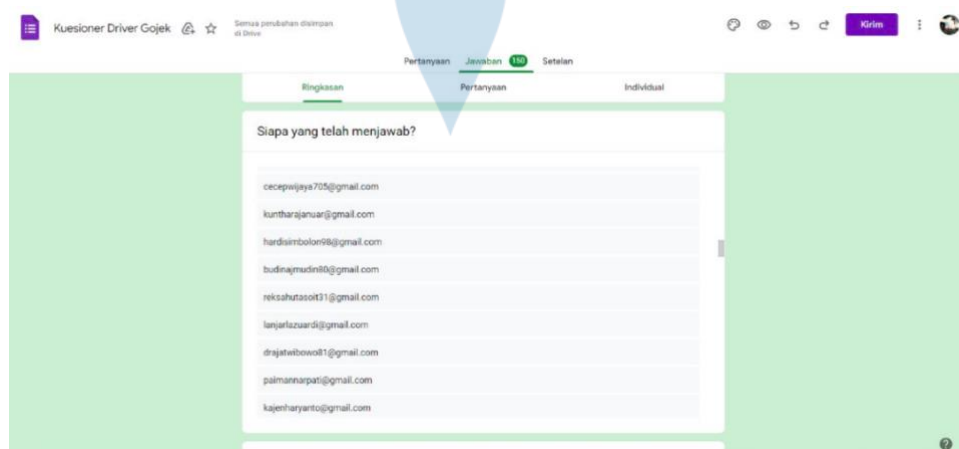 Kuesioner Driver Gojek
Semua perubahan disimpan
di Drive
Kirim
Pertanyaan Jawaban 150 Setelan
Ringkasan Pertanyaan Individual
Siapa yang telah menjawab?
cecepwijaya705@gmail.com
kuntharajanuar@gmail.com
hardisimbolon98@gmail.com
budinajmudin80@gmail.com
reksahutasoit31@gmail.com
lanjarlazuardi@gmail.com
drajatwibowo81@gmail.com
paimannarpati@gmail.com
kajenharyanto@gmail.com